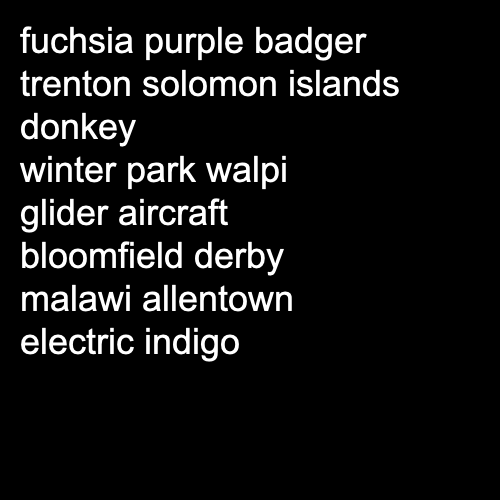 fuchsia purple badger
trenton solomon islands
donkey
winter park walpi
glider aircraft
bloomfield derby
malawi allentown
electric indigo